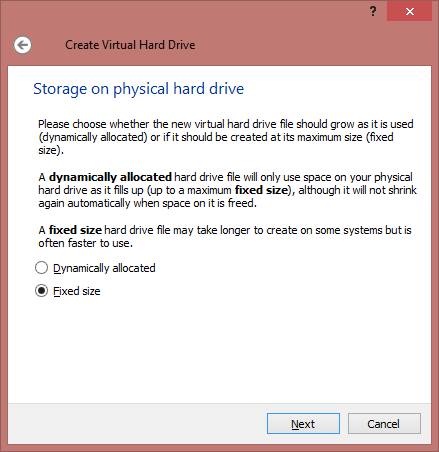 ?
Create Virtual Hard Drive
Storage on physical hard drive
Please choose whether the new virtual hard drive file should grow as it is used
(dynamically allocated) or if it should be created at its maximum size (fixed
size).
A dynamically allocated hard drive file will only use space on your physical
hard drive as it fills up (up to a maximum fixed size), although it will not shrink
again automatically when space on it is freed.
A fixed size hard drive file may take longer to create on some systems but is
often faster to use.
Dynamically allocated
Fixed size
Next Cancel